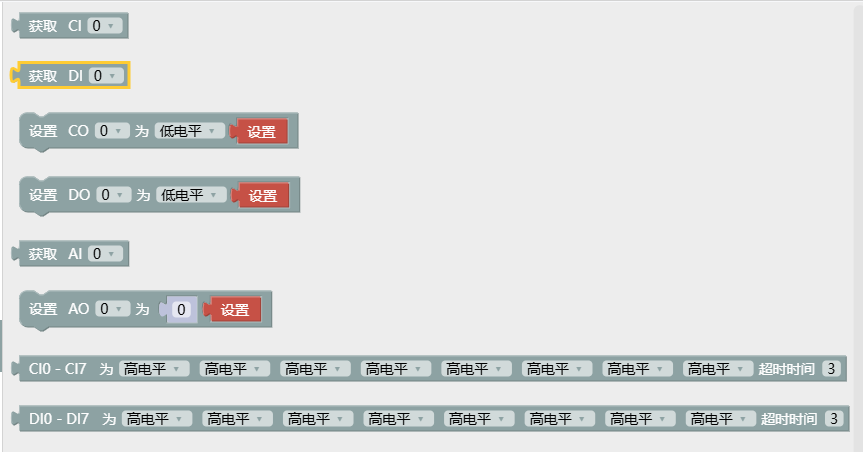 获取 CI 0
获取 DI 0
设置 CO 0 为 低电平 设置
设置 DO 0 为 低电平 设置
获取 AI 0
设置 AO 0 为 0 设置
CI0 - CI7 为 高电平 高电平 高电平 高电平 高电平 高电平 高电平 高电平 超时时间 3
DI0 - DI7 为 高电平 高电平 高电平 高电平 高电平 高电平 高电平 高电平 超时时间 3